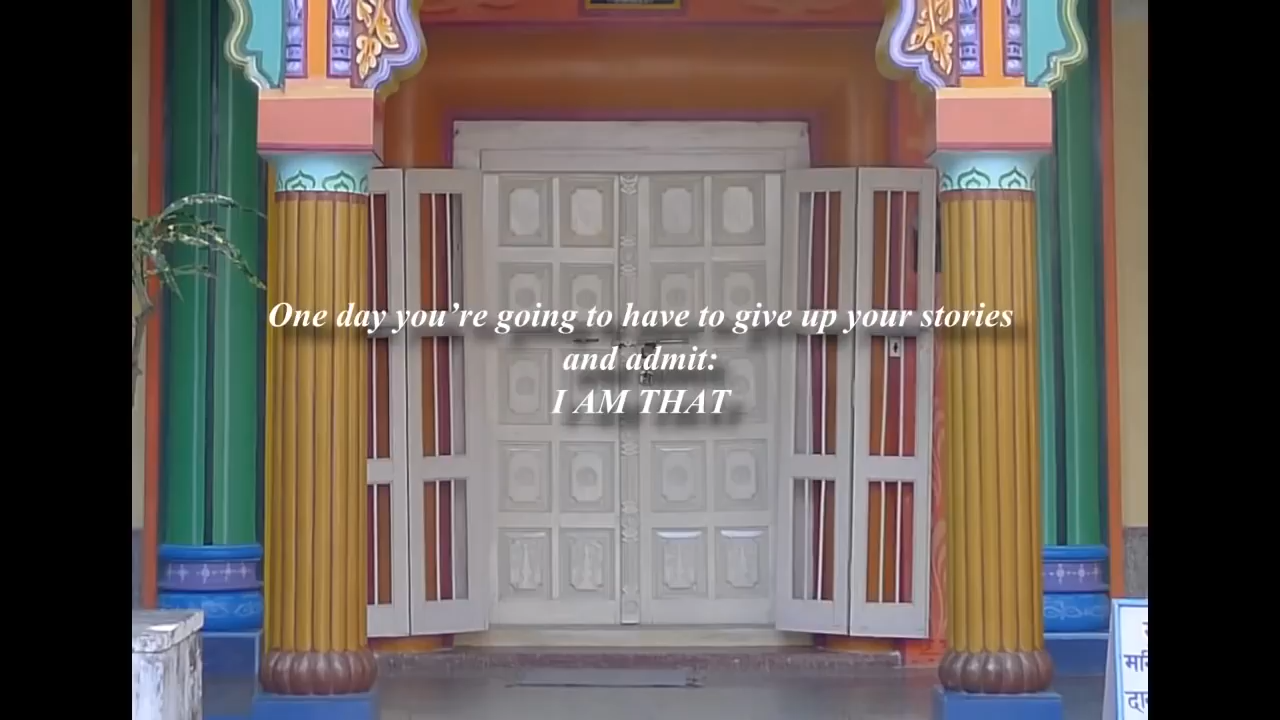 One day you’re going to have to give up your stories
and admit:
I AM THAT